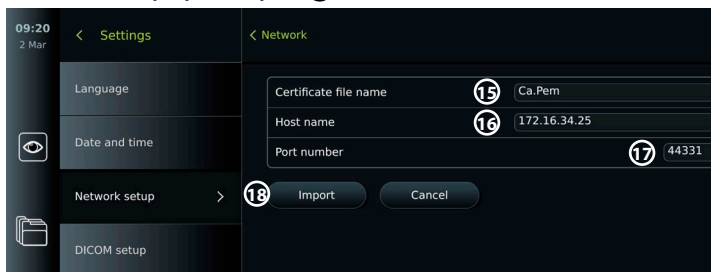 09:20
2 Mar
Settings
Network
Language
Certificate file name 15 Ca.Pem
Host name 16 172.16.34.25
Date and time
Port number 17 44331
Network setup
18 Import Cancel
DICOM setup